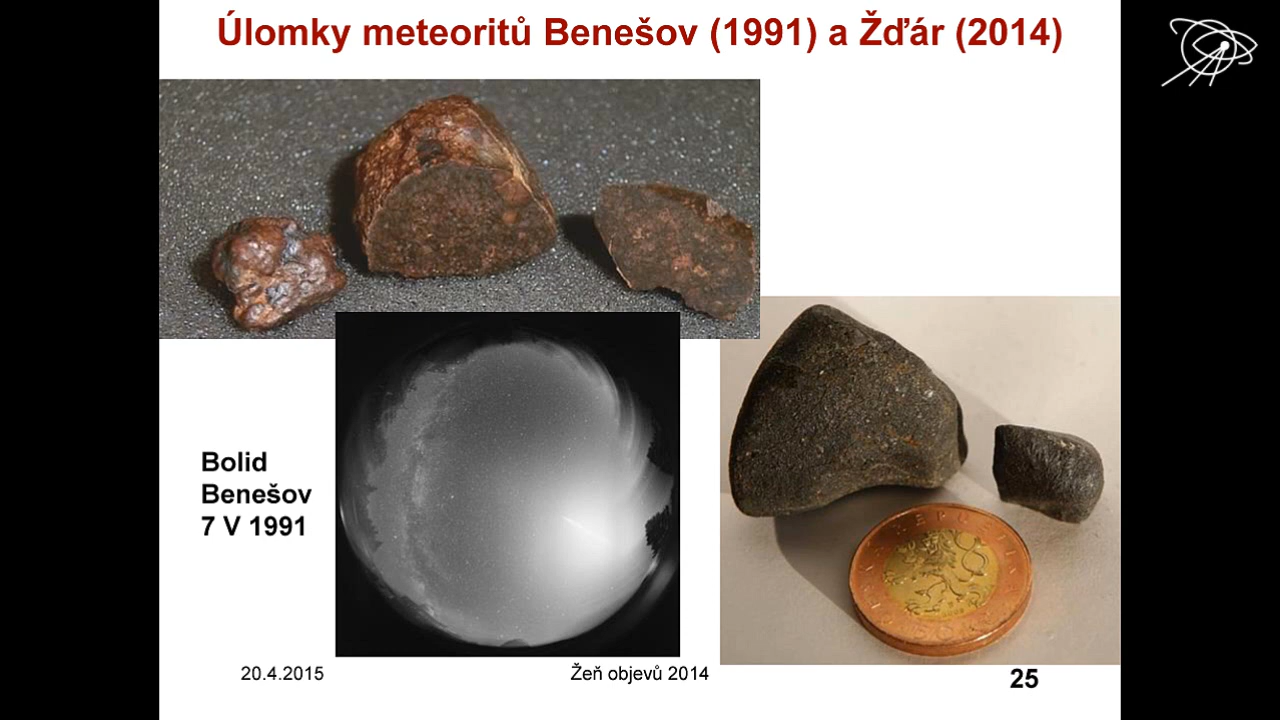 Úlomky meteoritů Benešov (1991) a Žďár (2014)
Bolid
Benešov
7 V 1991
20.4.2015
Žeň objevů 2014
25